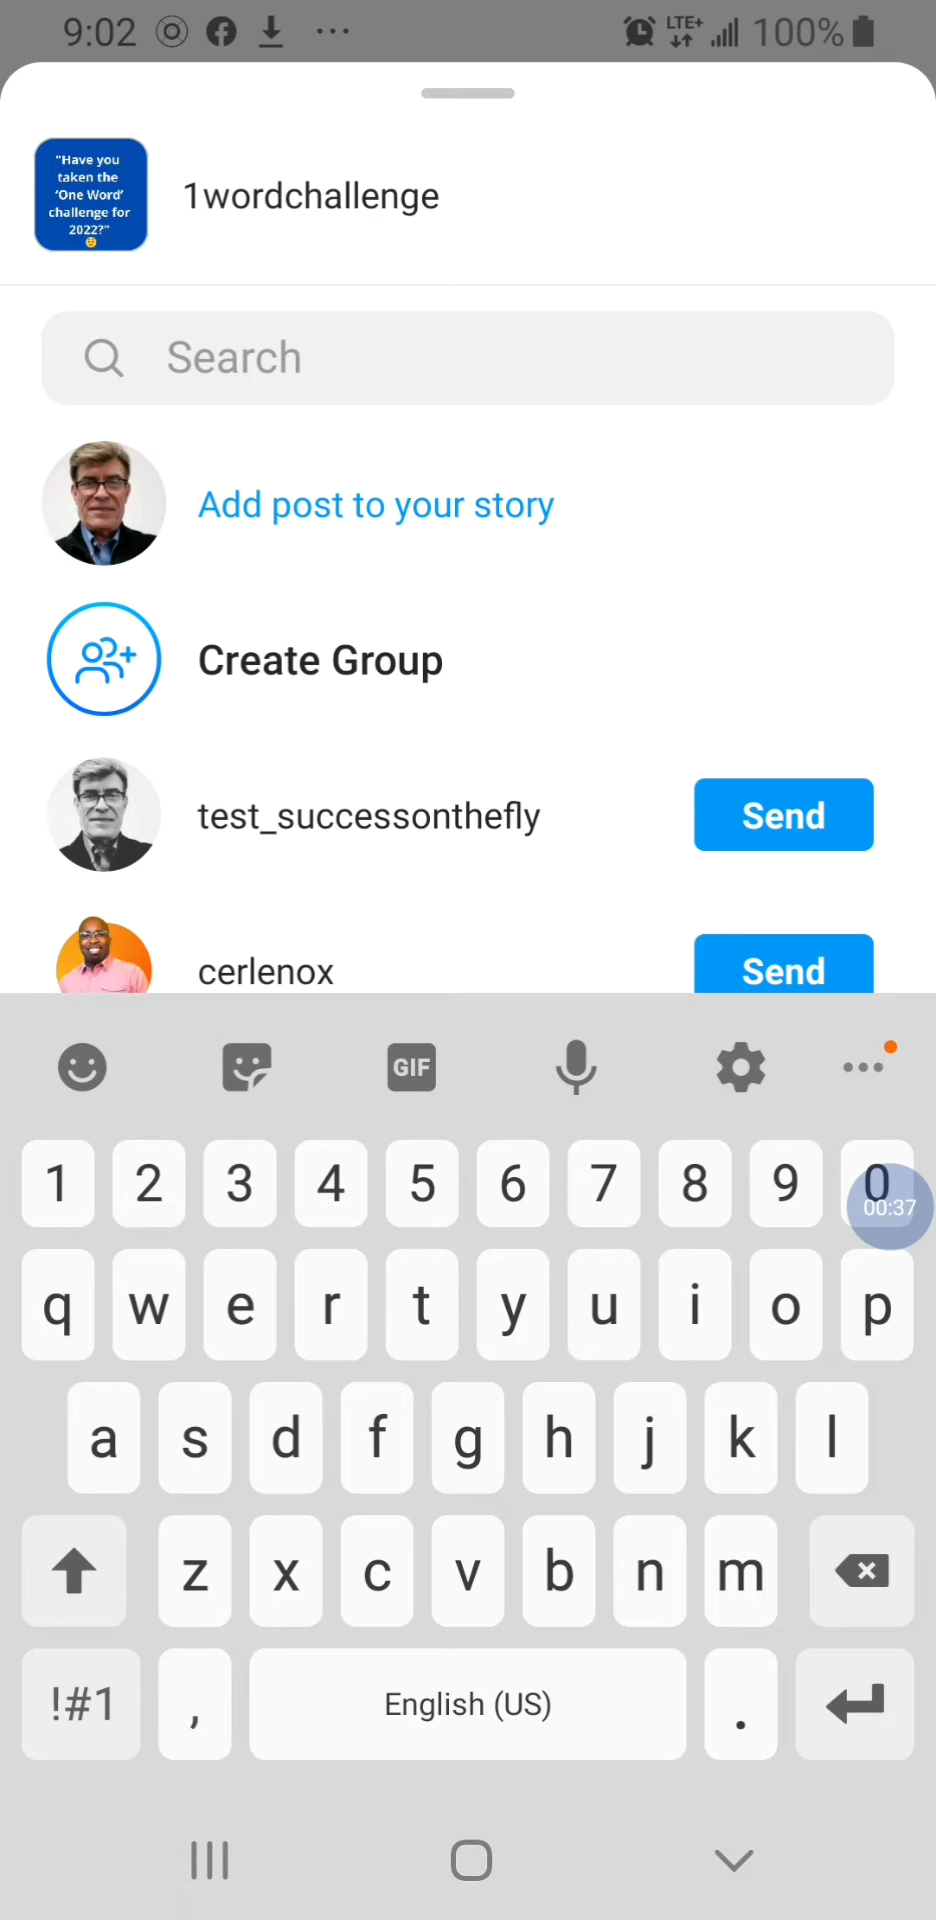 9:02 LTE+ 100%
"Have you
taken the
'One Word'
challenge for
2022?"
1wordchallenge
Search
Add post to your story
Create Group
test_successonthefly Send
cerlenox Send
GIF
1 2 3 4 5 6 7 8 9 0
00:37
q w e r t y u i o p
a s d f g h j k l
z x c v b n m
!#1 , English (US) .